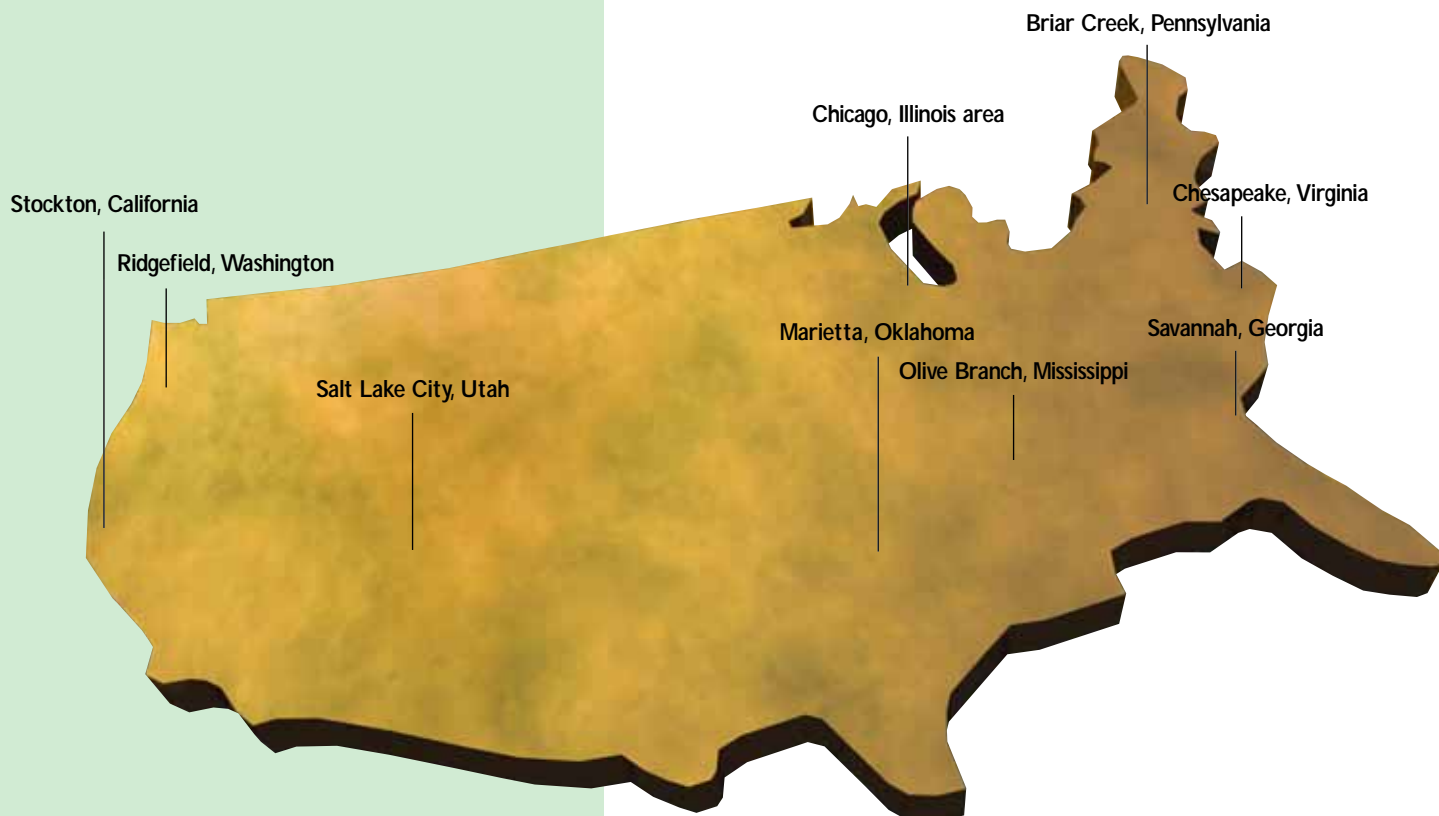 Briar Creek, Pennsylvania
Chicago, Illinois area
Chesapeake, Virginia
Stockton, California
Ridgefield, Washington
Savannah, Georgia
Marietta, Oklahoma
Olive Branch, Mississippi
Salt Lake City, Utah